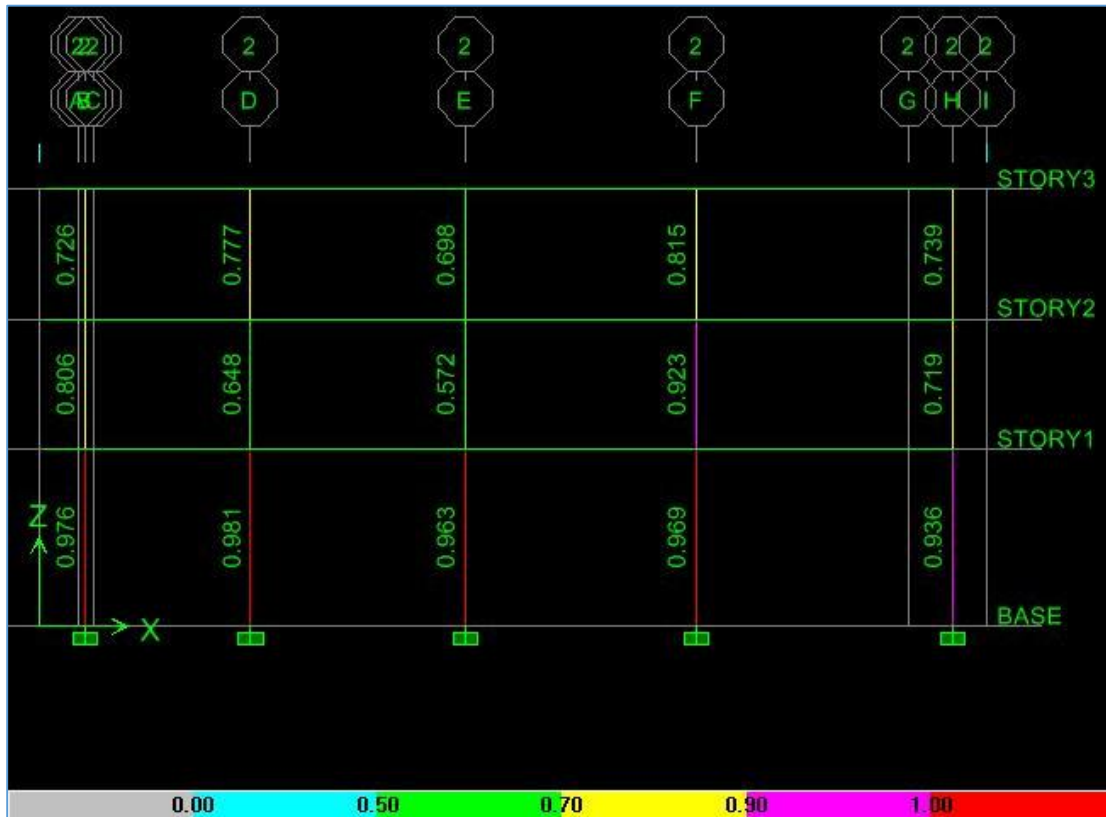 2 2 2 2 2 2 2 2
A B C D E F G H I
STORY3
0.726 0.777 0.698 0.815 0.739
STORY2
0.806 0.648 0.572 0.923 0.719
STORY1
0.976 0.981 0.963 0.969 0.936
Z
X
BASE
0.00 0.50 0.70 0.90 1.00